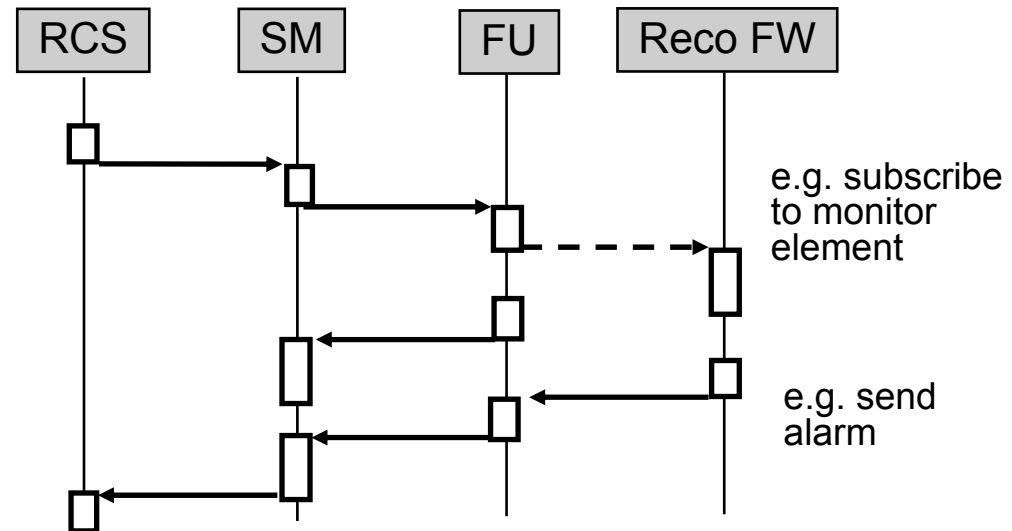 RCS
SM
FU
Reco FW
e.g. subscribe
to monitor
element
e.g. send
alarm